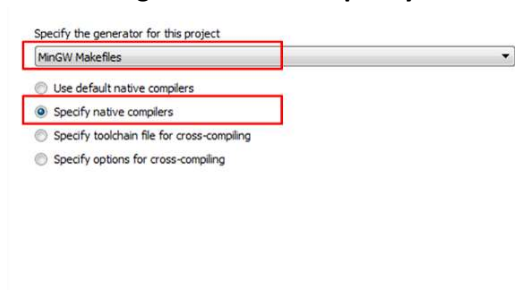 Specify the generator for this project
MinGW Makefiles
Use default native compilers
Specify native compilers
Specify toolchain file for cross-compiling
Specify options for cross-compiling